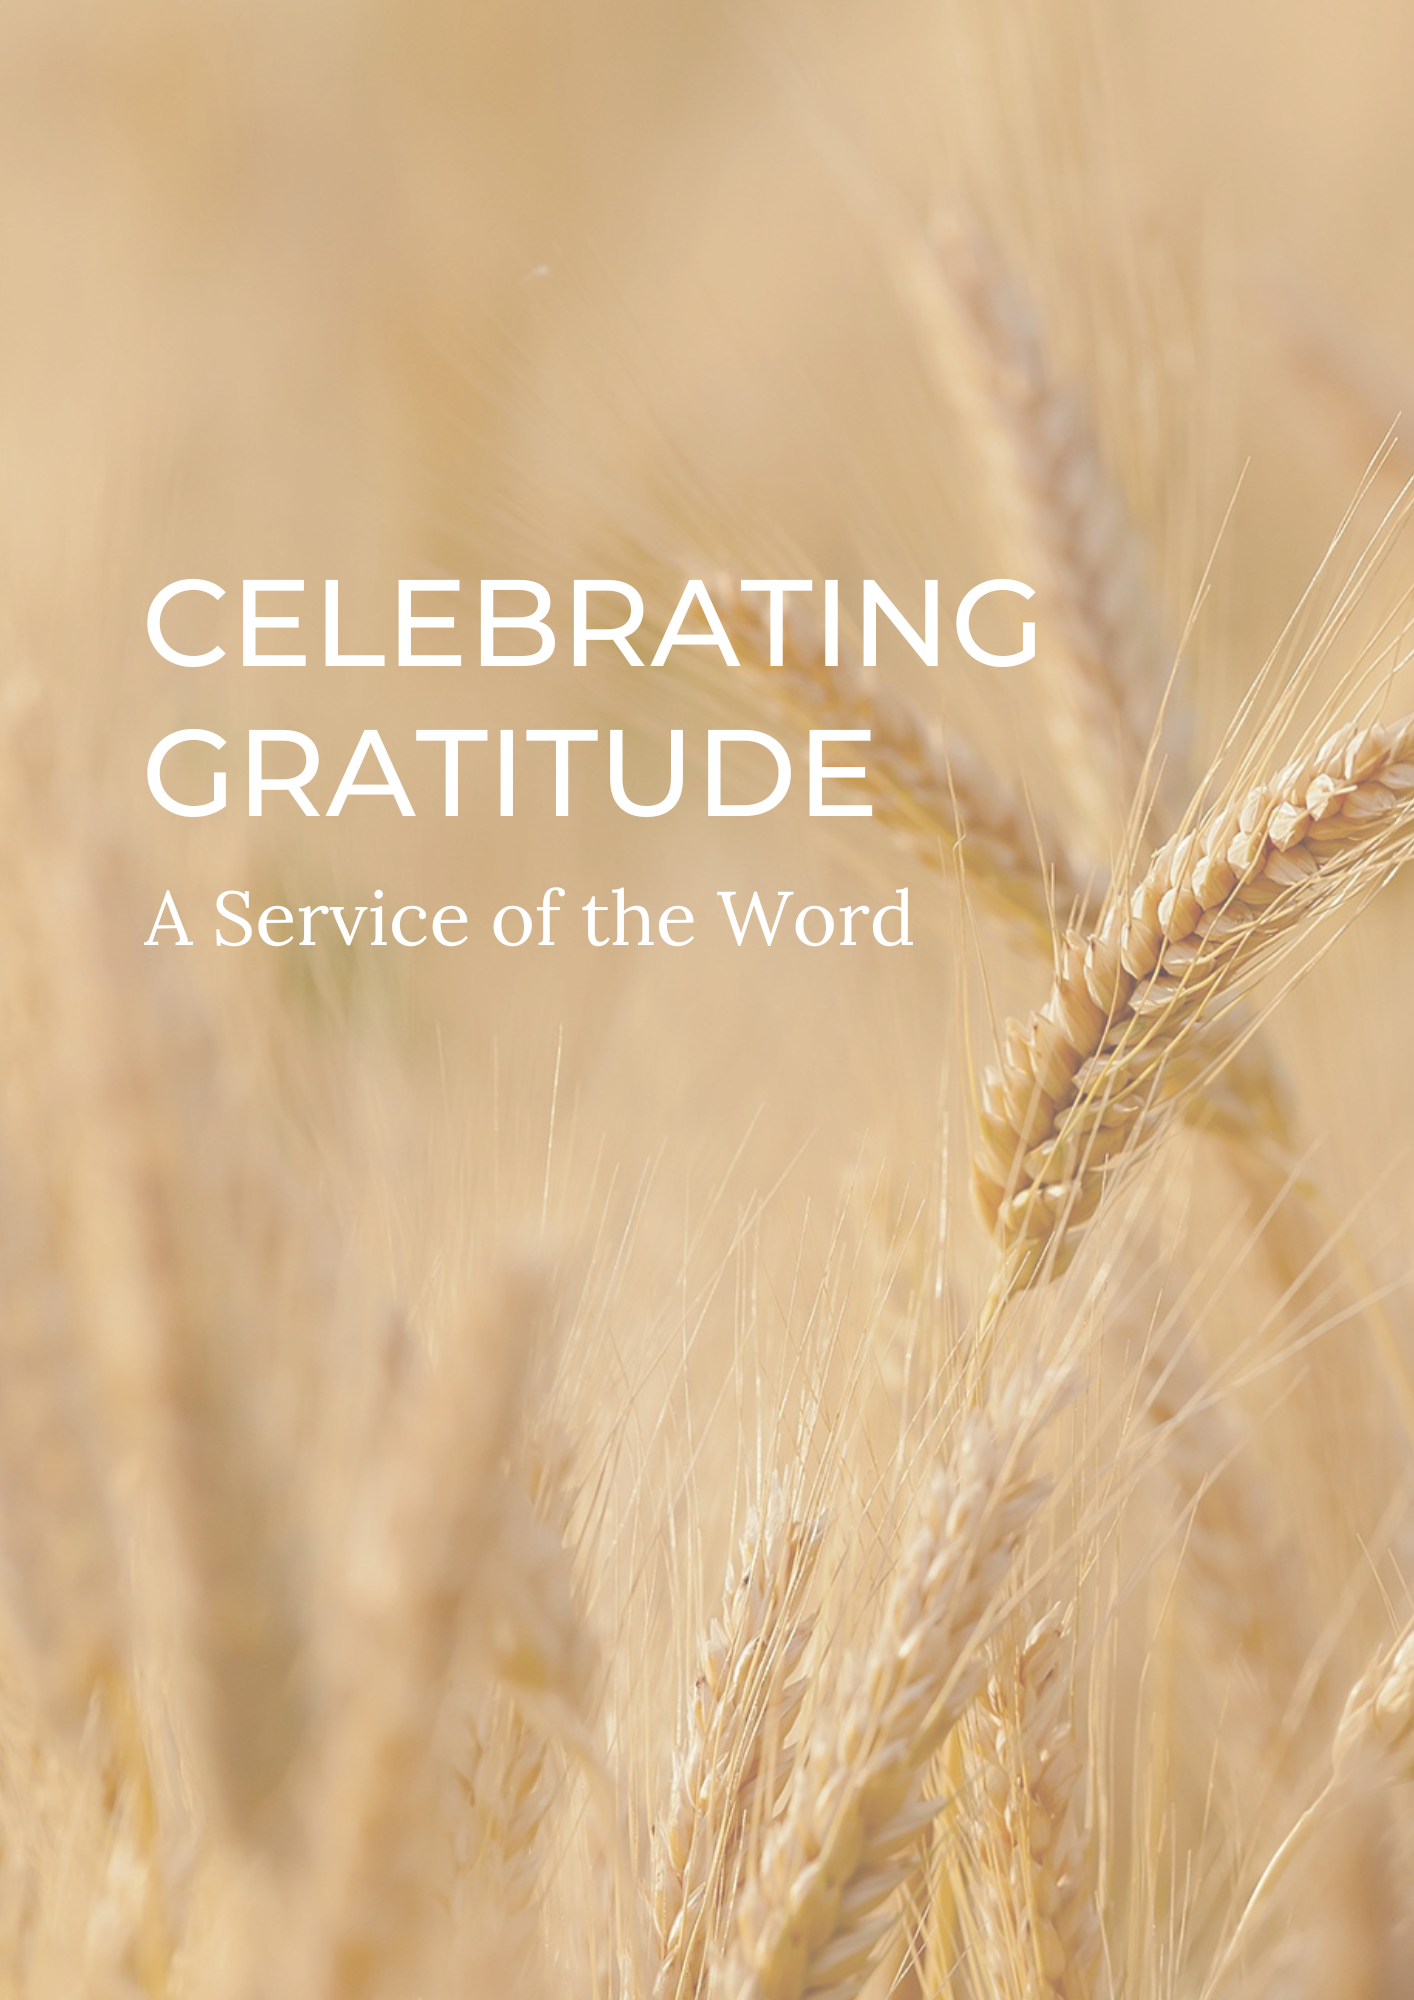 CELEBRATING
GRATITUDE
A Service of the Word